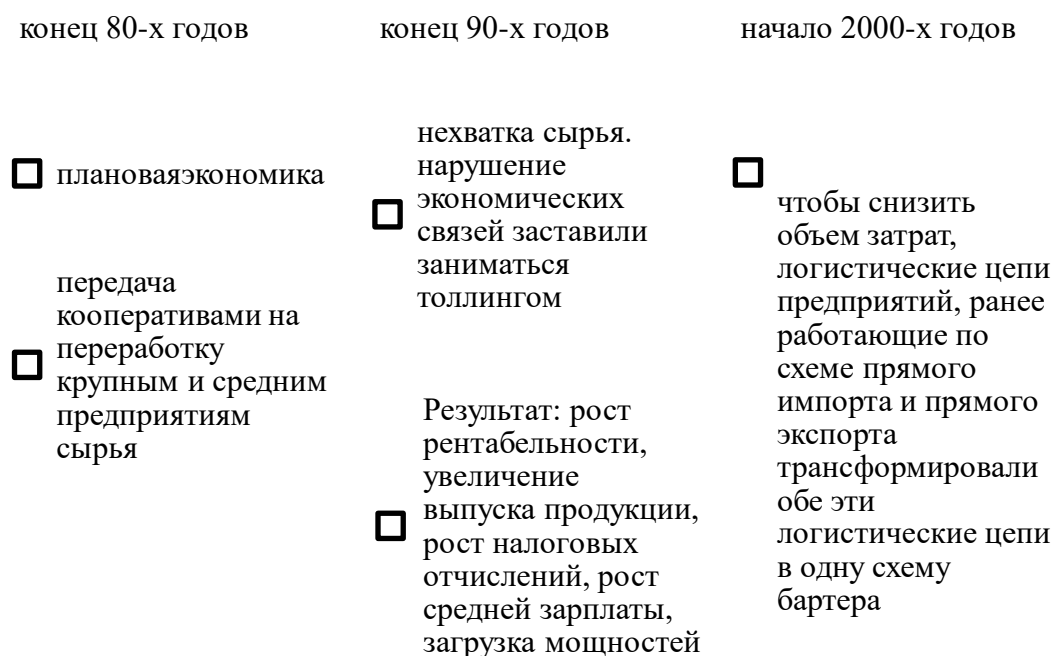 конец 80-х годов
плановаяэкономика
передача
кооперативами на
переработку
крупным и средним
предприятиям
сырья
конец 90-х годов
нехватка сырья.
нарушение
экономических
связей заставили
заниматься
толлингом
Результат: рост
рентабельности,
увеличение
выпуска продукции,
рост налоговых
отчислений, рост
средней зарплаты,
загрузка мощностей
начало 2000-х годов
чтобы снизить
объем затрат,
логистические цепи
предприятий, ранее
работающие по
схеме прямого
импорта и прямого
экспорта
трансформировали
обе эти
логистические цепи
в одну схему
бартера